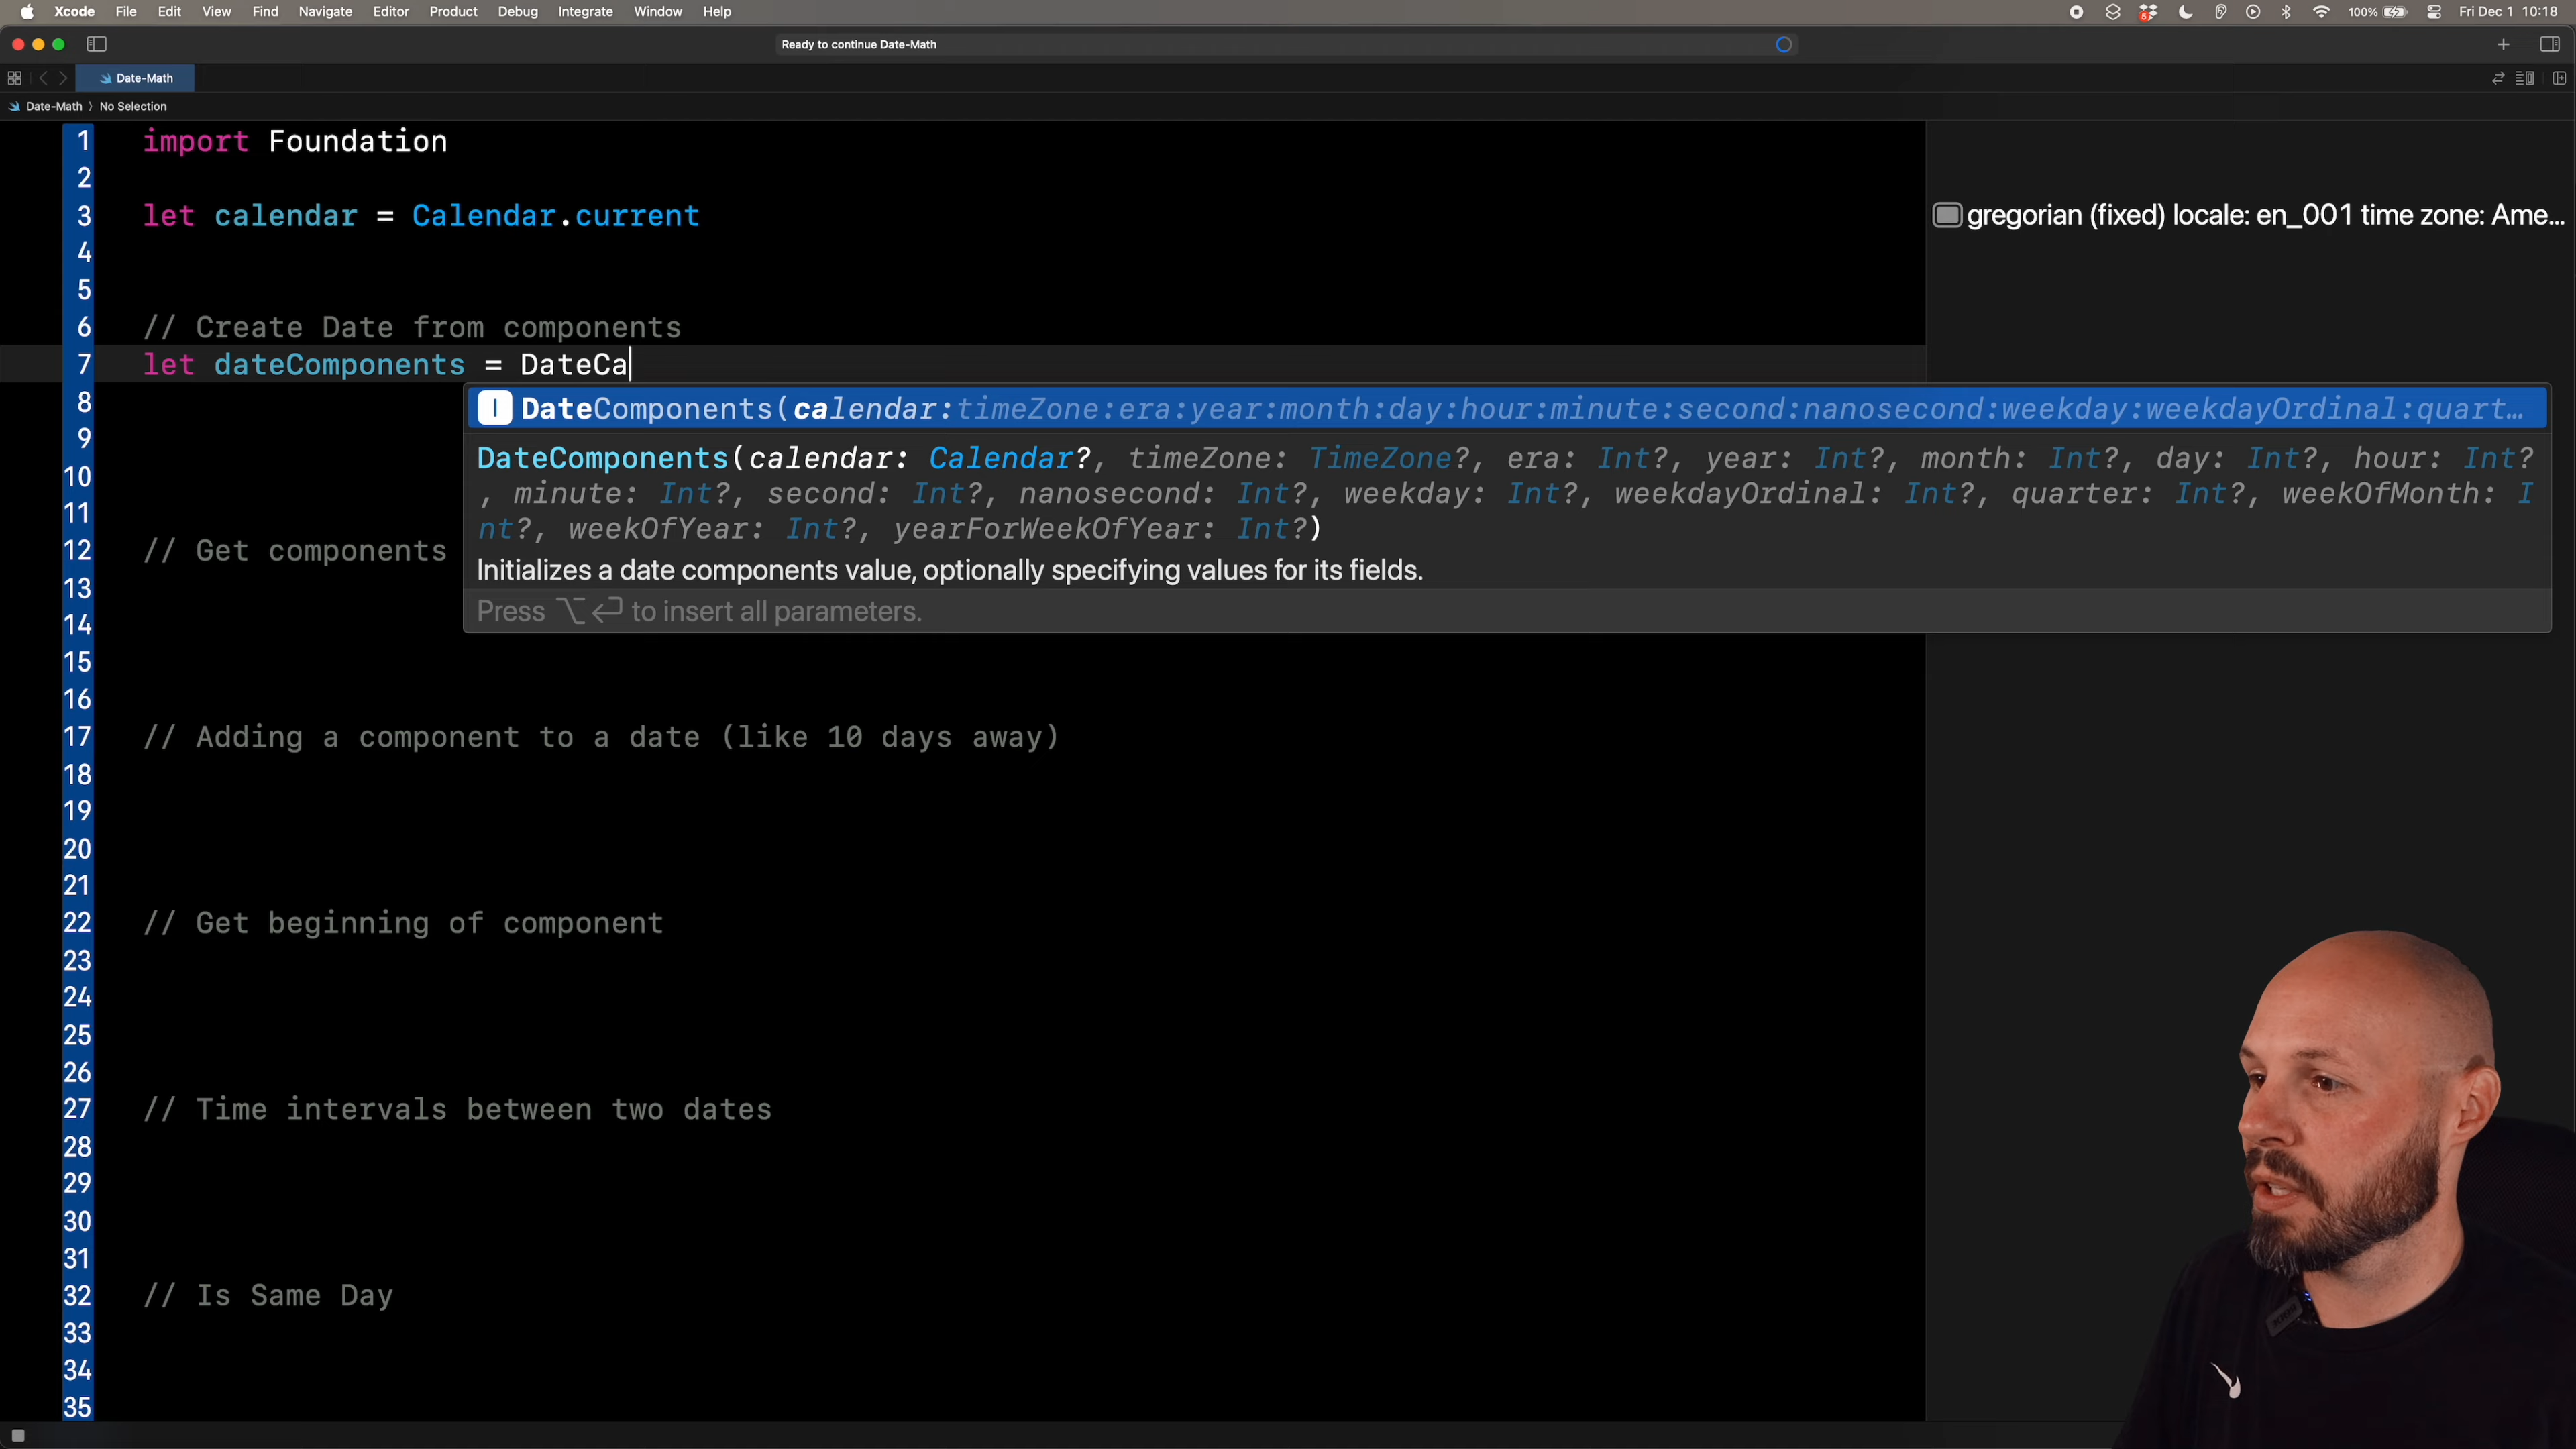 Xcode File Edit View Find Navigate Editor Product Debug Integrate Window Help 100% Fri Dec 1 10:18
Ready to continue Date-Math
Date-Math
Date-Math 〉 No Selection
1 import Foundation
2
3 let calendar = Calendar.current gregorian (fixed) locale: en_001 time zone: Ame...
4
5
6 // Create Date from components
7 let dateComponents = DateCa
8 I DateComponents(calendar:timeZone:era:year:month:day:hour:minute:second:nanosecond:weekday:weekdayOrdinal:quart…
9
DateComponents(calendar: Calendar?, timeZone: TimeZone?, era: Int?, year: Int?, month: Int?, day: Int?, hour: Int?
10
, minute: Int?, second: Int?, nanosecond: Int?, weekday: Int?, weekdayOrdinal: Int?, quarter: Int?, weekOfMonth: I
11
nt?, weekOfYear: Int?, yearForWeekOfYear: Int?)
12 // Get components
Initializes a date components value, optionally specifying values for its fields.
13
Press ⌥⏎ to insert all parameters.
14
15
16
17 // Adding a component to a date (like 10 days away)
18
19
20
21
22 // Get beginning of component
23
24
25
26
27 // Time intervals between two dates
28
29
30
31
32 // Is Same Day
33
34
35